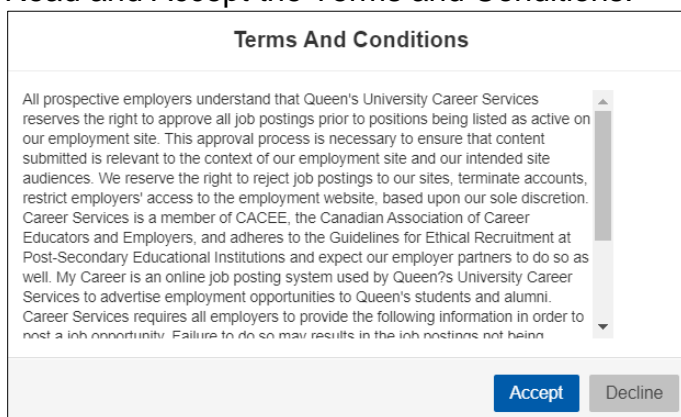 Read and Accept the Terms and Conditions.
Terms And Conditions
All prospective employers understand that Queen's University Career Services
reserves the right to approve all job postings prior to positions being listed as active on
our employment site. This approval process is necessary to ensure that content
submitted is relevant to the context of our employment site and our intended site
audiences. We reserve the right to reject job postings to our sites, terminate accounts,
restrict employers' access to the employment website, based upon our sole discretion.
Career Services is a member of CACEE, the Canadian Association of Career
Educators and Employers, and adheres to the Guidelines for Ethical Recruitment at
Post-Secondary Educational Institutions and expect our employer partners to do so as
well. My Career is an online job posting system used by Queen?s University Career
Services to advertise employment opportunities to Queen's students and alumni.
Career Services requires all employers to provide the following information in order to
post a job opportunity. Failure to do so may results in the job postings not being
Accept Decline